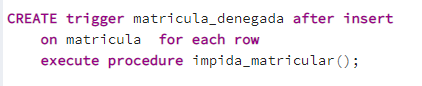 CREATE trigger matricula_denegada after insert
on matricula for each row
execute procedure impida_matricular();